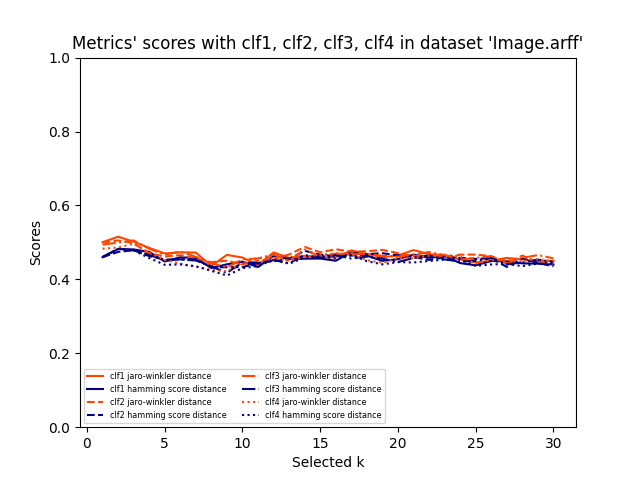 Metrics' scores with clf1, clf2, clf3, clf4 in dataset 'Image.arff'
1.0
0.8
0.6
0.4
0.2
0.0
Scores
clf1 jaro-winkler distance
clf1 hamming score distance
clf2 jaro-winkler distance
clf2 hamming score distance
clf3 jaro-winkler distance
clf3 hamming score distance
clf4 jaro-winkler distance
clf4 hamming score distance
0 5 10 15 20 25 30
Selected k